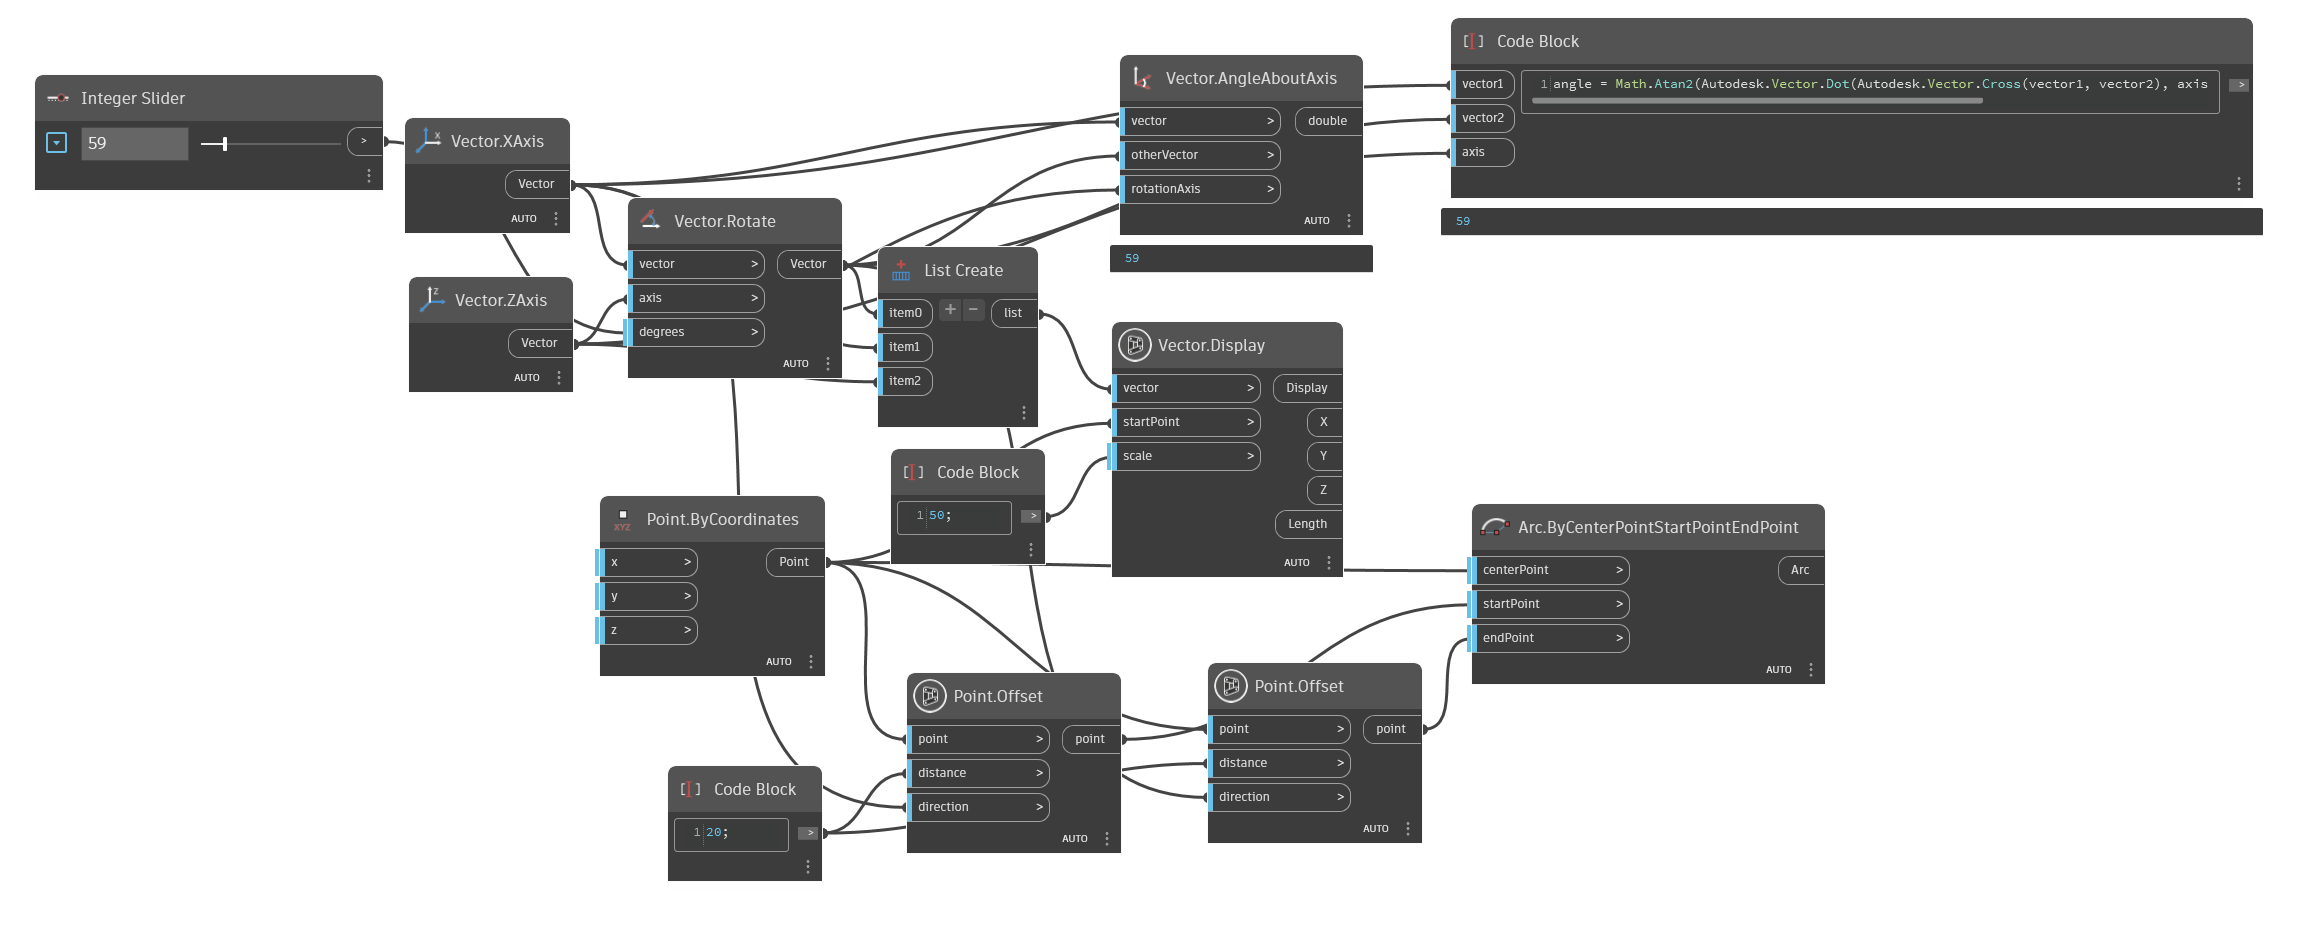 Integer Slider
59
>
Vector.XAxis
Vector
AUTO
Vector.ZAxis
Vector
AUTO
Vector.Rotate
vector > Vector
axis >
degrees >
AUTO
List Create
item0 + - list
item1
item2
Vector.AngleAboutAxis
vector > double
otherVector >
rotationAxis >
AUTO
59
[I] Code Block
vector1 1 angle = Math.Atan2(Autodesk.Vector.Dot(Autodesk.Vector.Cross(vector1, vector2), axis >
vector2
axis
59
Vector.Display
vector > Display
startPoint > X
scale > Y
Z
Length
AUTO
[I] Code Block
1 50; >
XYZ Point.ByCoordinates
x > Point
y >
z >
AUTO
[I] Code Block
1 20; >
Point.Offset
point > point
distance >
direction >
AUTO
Point.Offset
point > point
distance >
direction >
AUTO
Arc.ByCenterPointStartPointEndPoint
centerPoint > Arc
startPoint >
endPoint >
AUTO